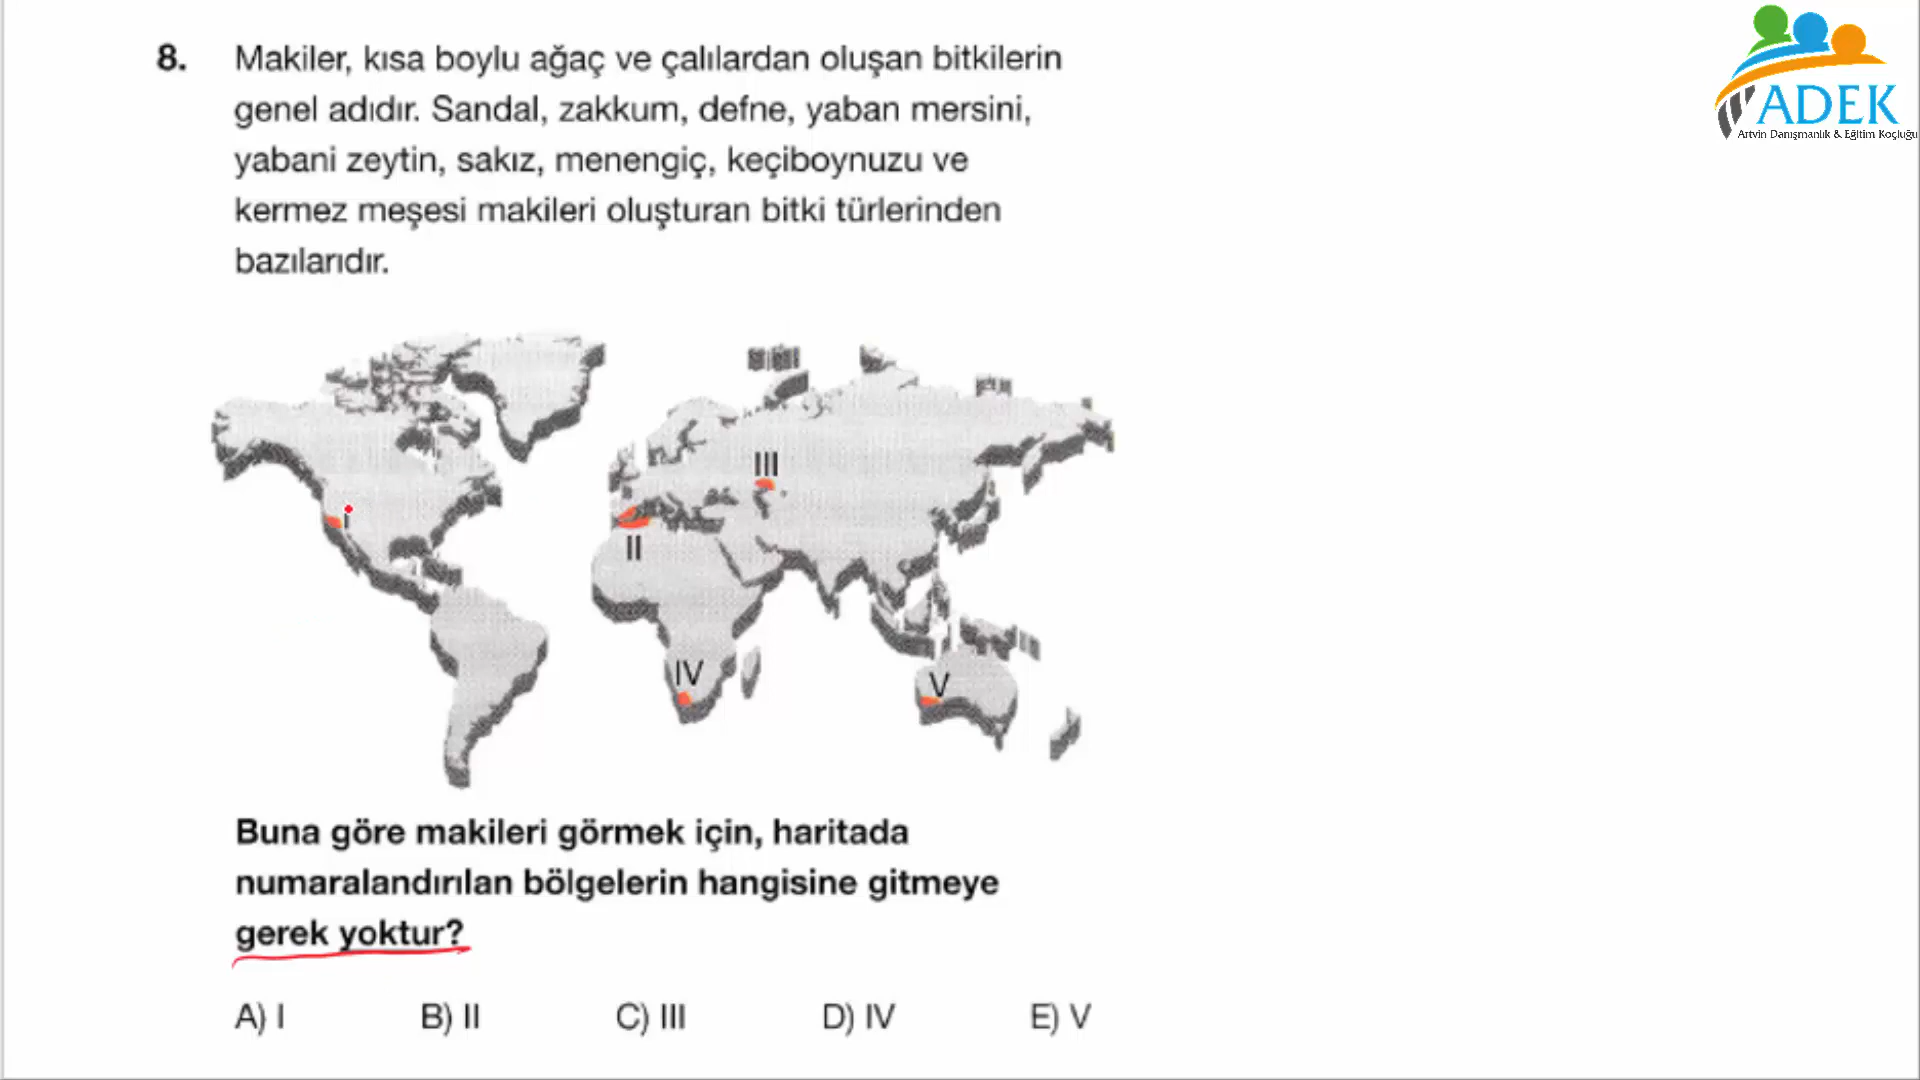 ADEK
Artvin Danışmanlık & Eğitim Koçluğu
8. Makiler, kısa boylu ağaç ve çalılardan oluşan bitkilerin
genel adıdır. Sandal, zakkum, defne, yaban mersini,
yabani zeytin, sakız, menengiç, keçiboynuzu ve
kermez meşesi makileri oluşturan bitki türlerinden
bazılarıdır.
III
I
II
IV
V
Buna göre makileri görmek için, haritada
numaralandırılan bölgelerin hangisine gitmeye
gerek yoktur?
A) I B) II C) III D) IV E) V